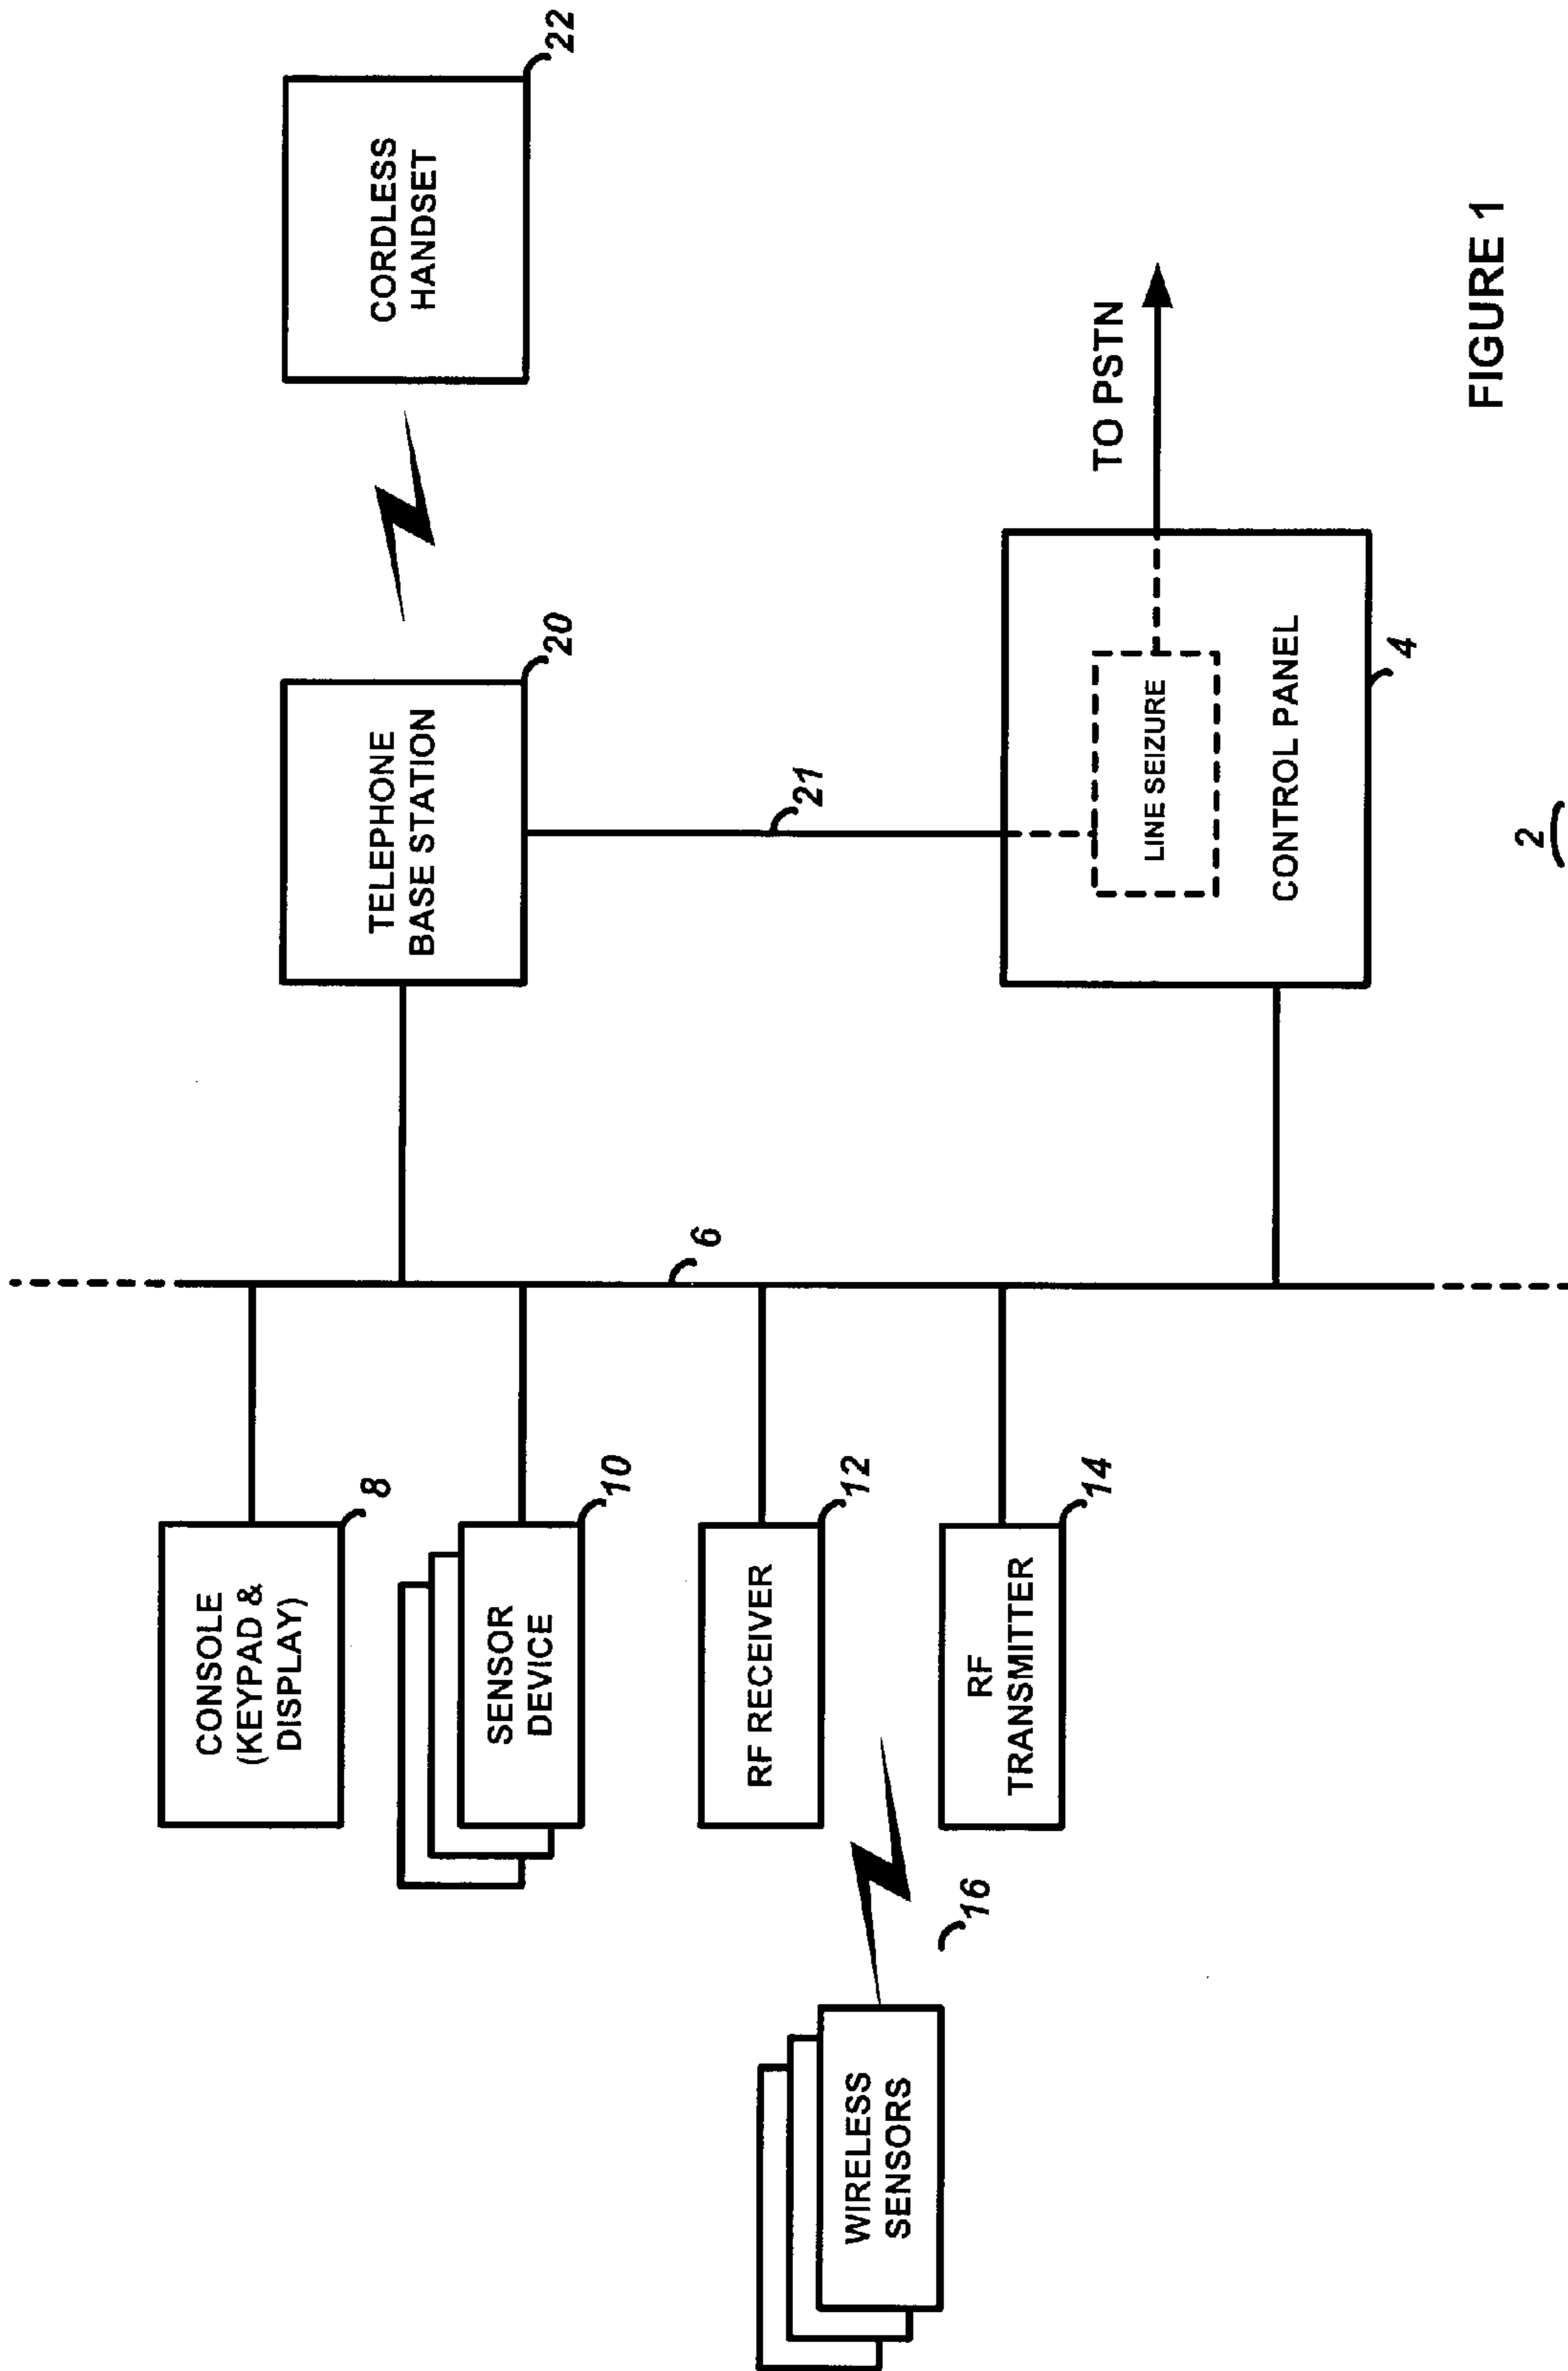 CONSOLE
(KEYPAD &
DISPLAY)
8
SENSOR
DEVICE
10
RF RECEIVER
12
RF
TRANSMITTER
14
WIRELESS
SENSORS
16
6
TELEPHONE
BASE STATION
20
21
CORDLESS
HANDSET
22
LINE SEIZURE
CONTROL PANEL
4
TO PSTN
2
FIGURE 1